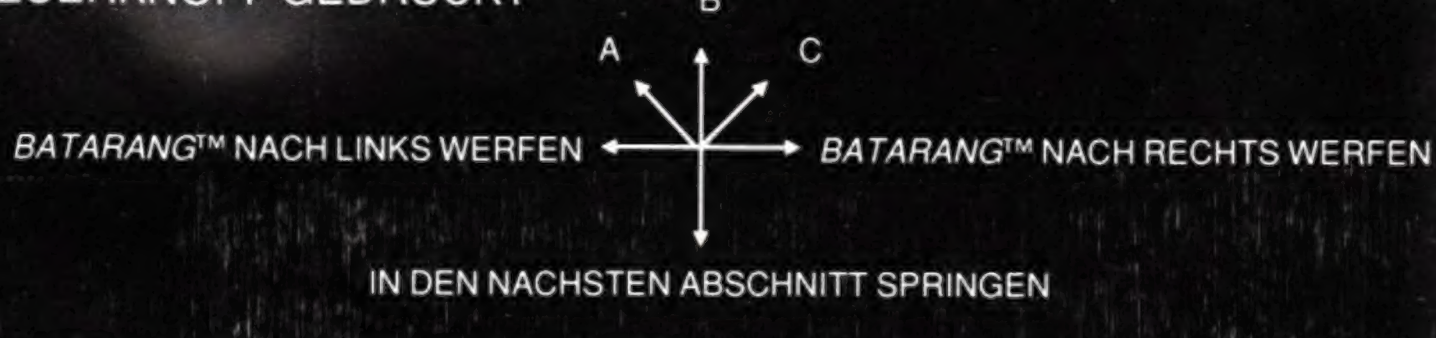 B
A C
BATARANG™ NACH LINKS WERFEN BATARANG™ NACH RECHTS WERFEN
IN DEN NACHSTEN ABSCHNITT SPRINGEN